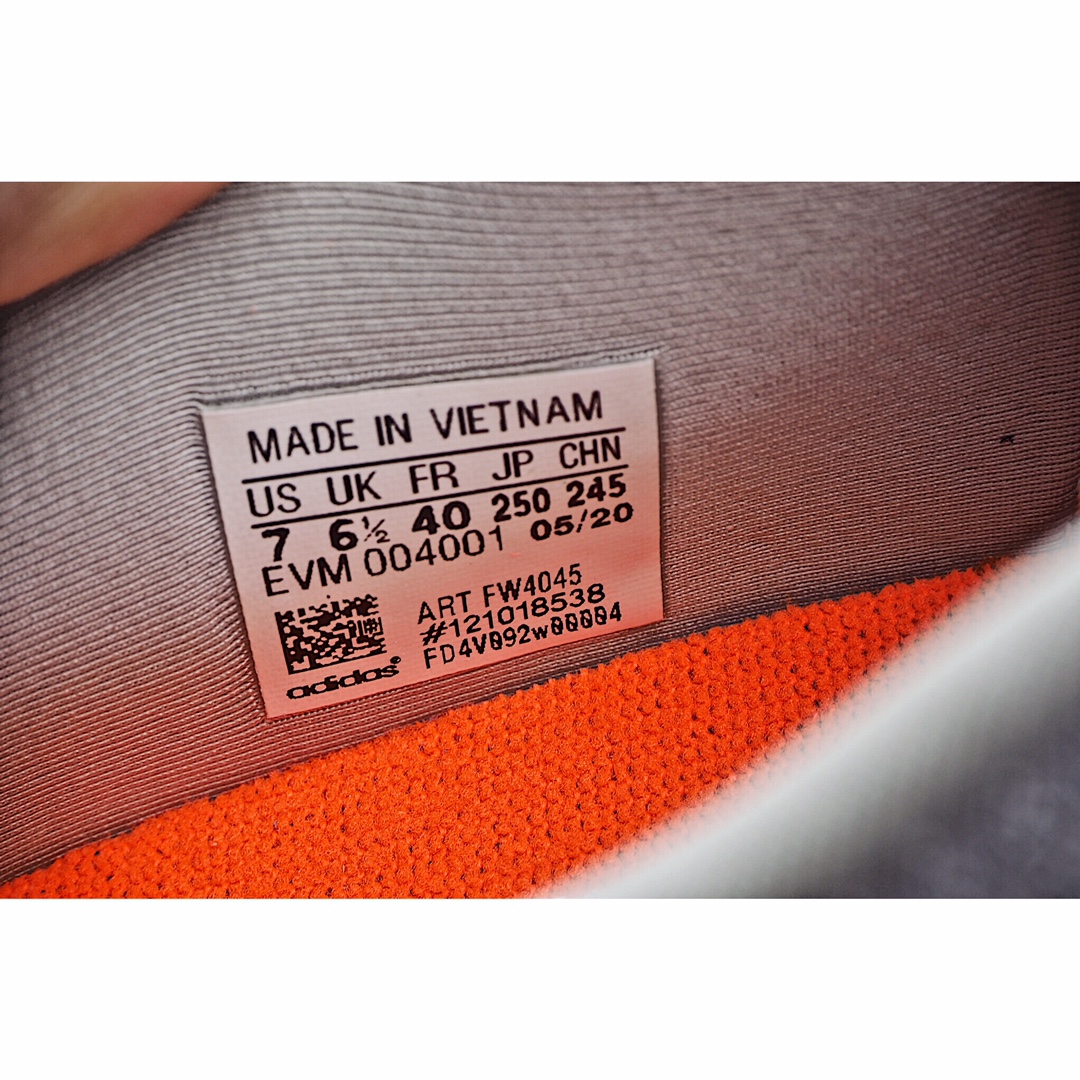 MADE IN VIETNAM
US UK FR JP CHN
7 6½ 40 250 245
EVM 004001 05/20
ART FW4045
#121018538
FD4V092w00004
adidas®